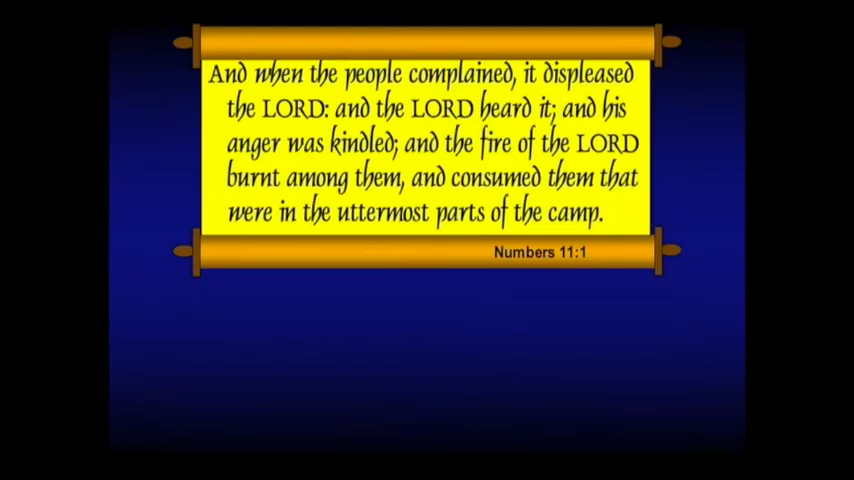 And when the people complained, it displeased
the LORD: and the LORD heard it; and his
anger was kindled; and the fire of the LORD
burnt among them, and consumed them that
were in the uttermost parts of the camp.
Numbers 11:1